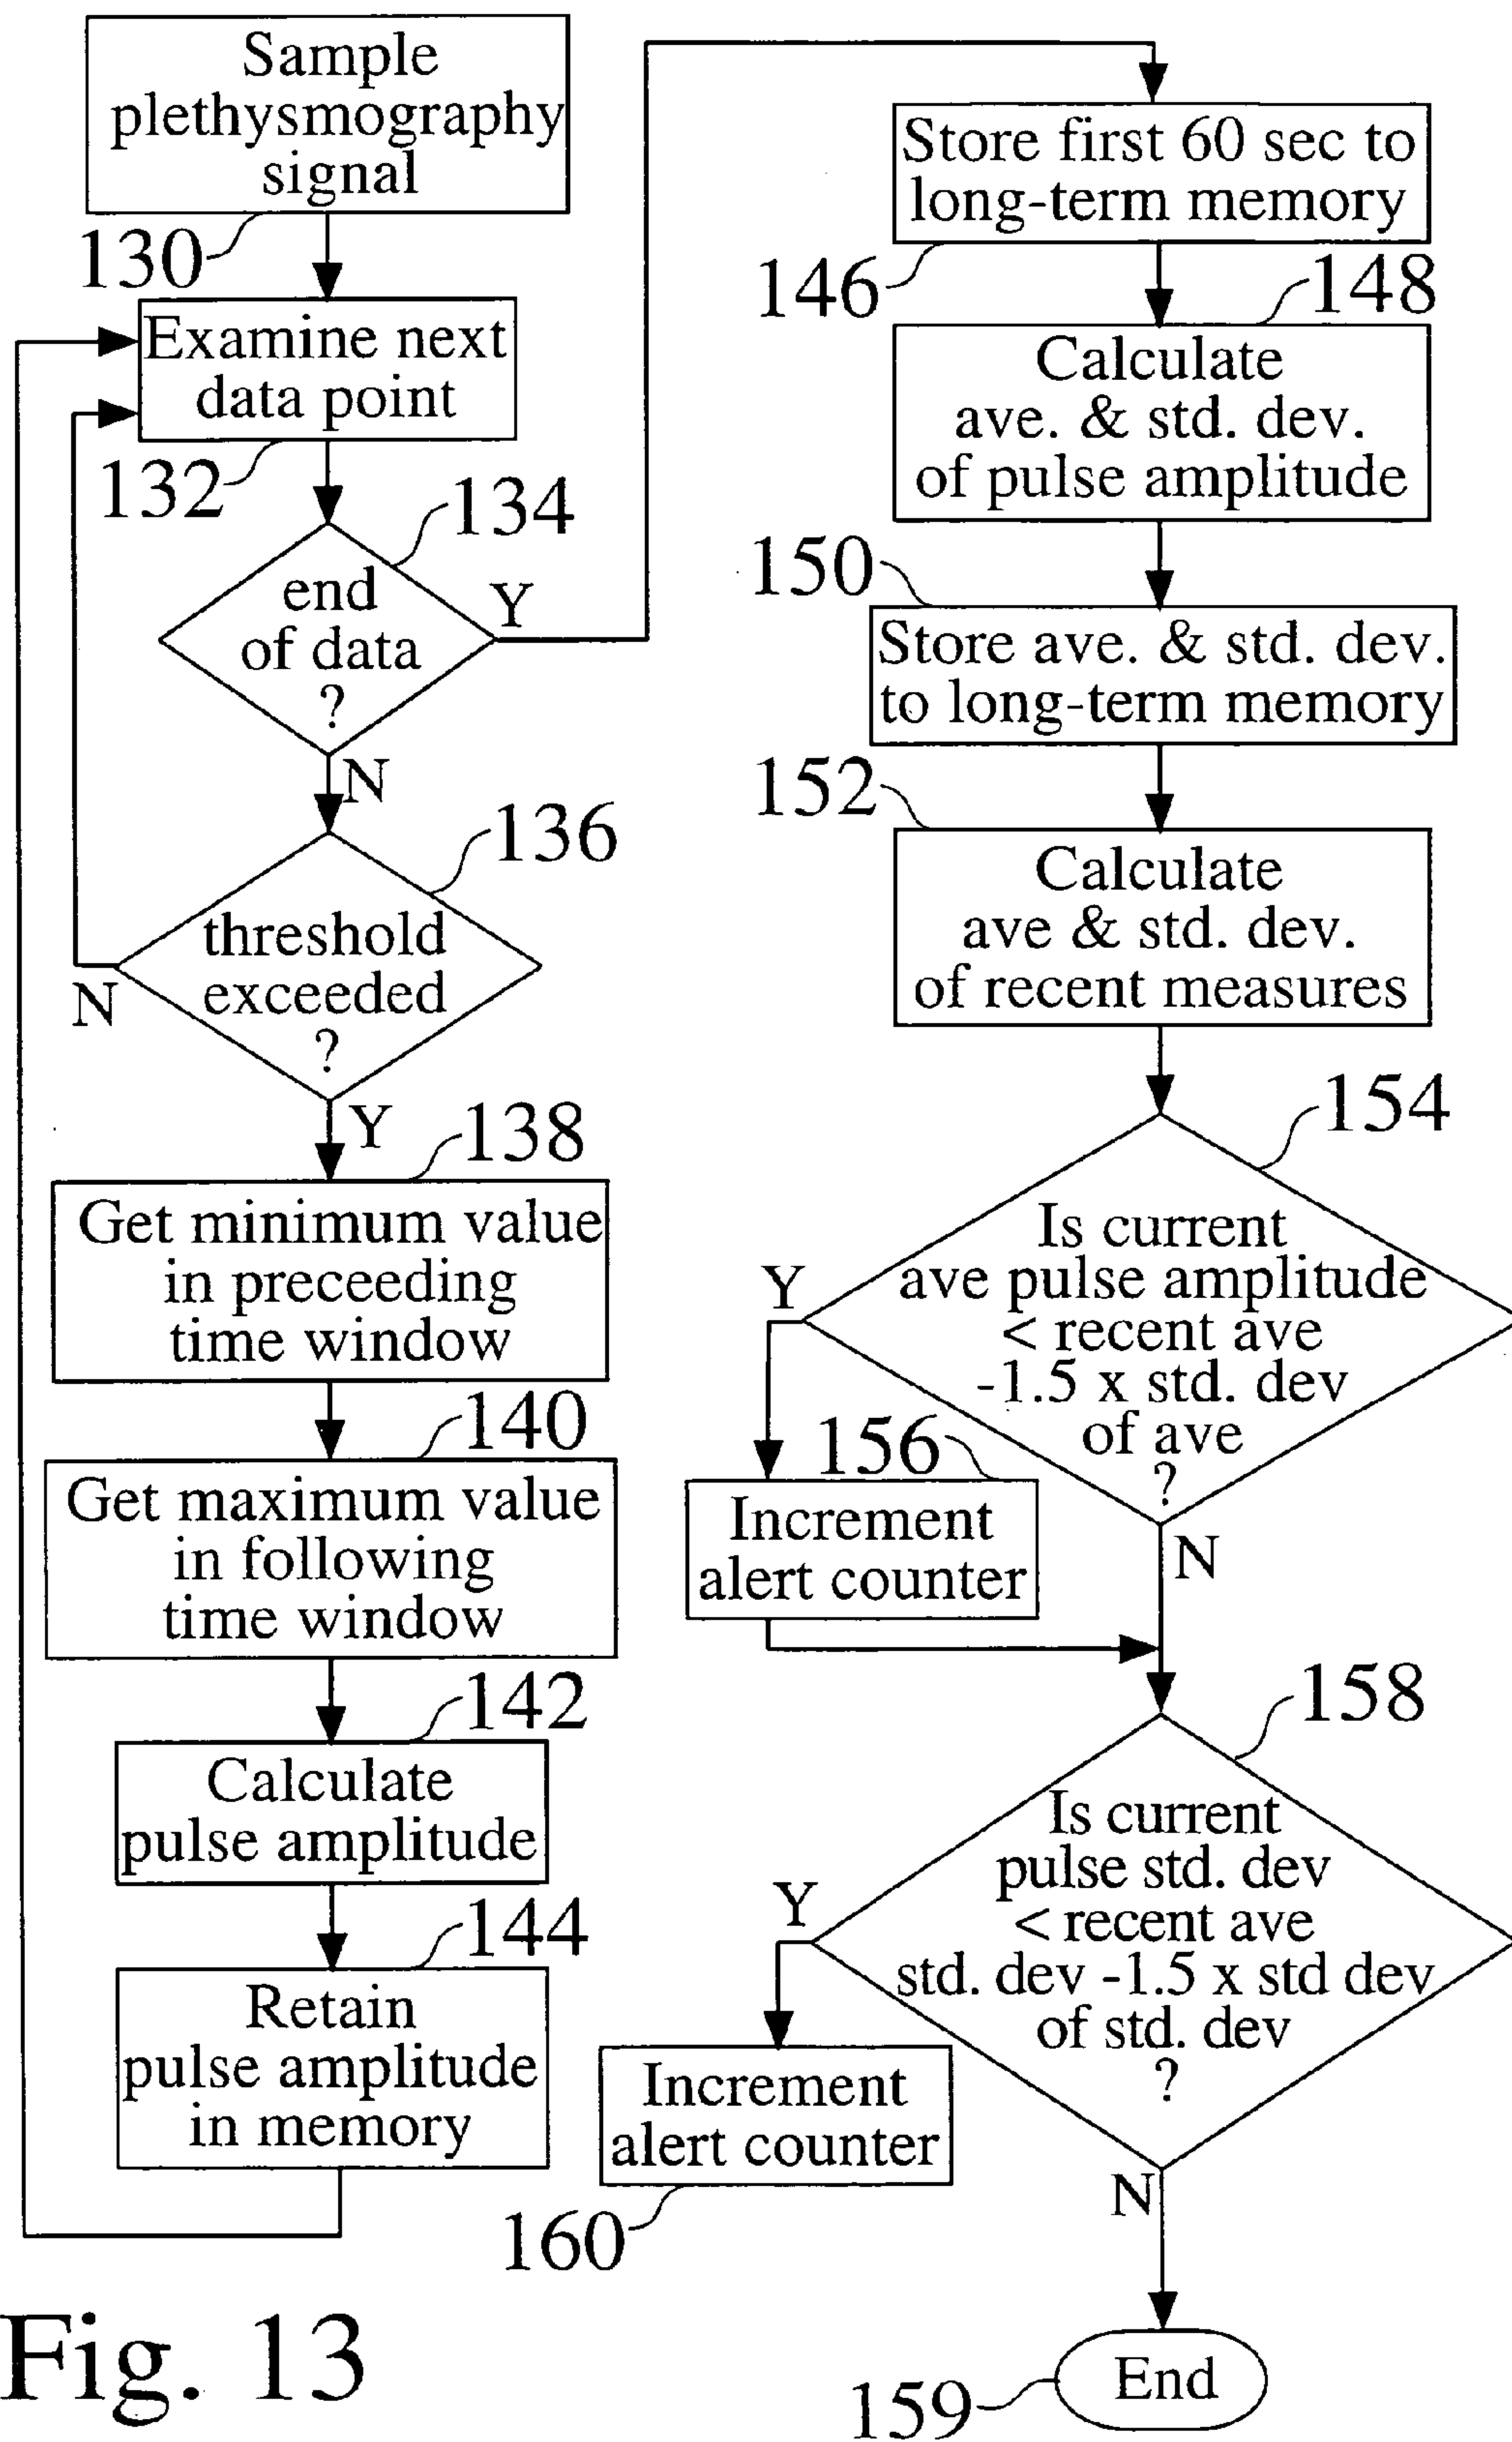 Sample
plethysmography
signal
130
Examine next
data point
132
134
end
of data
?
Y
N
136
threshold
exceeded
?
N
Y
138
Get minimum value
in preceeding
time window
140
Get maximum value
in following
time window
142
Calculate
pulse amplitude
144
Retain
pulse amplitude
in memory
Store first 60 sec to
long-term memory
146
148
Calculate
ave. & std. dev.
of pulse amplitude
150
Store ave. & std. dev.
to long-term memory
152
Calculate
ave & std. dev.
of recent measures
154
Is current
ave pulse amplitude
< recent ave
-1.5 x std. dev
of ave
?
Y
156
Increment
alert counter
N
158
Is current
pulse std. dev
< recent ave
std. dev -1.5 x std dev
of std. dev
?
Y
Increment
alert counter
160
N
End
159
Fig. 13